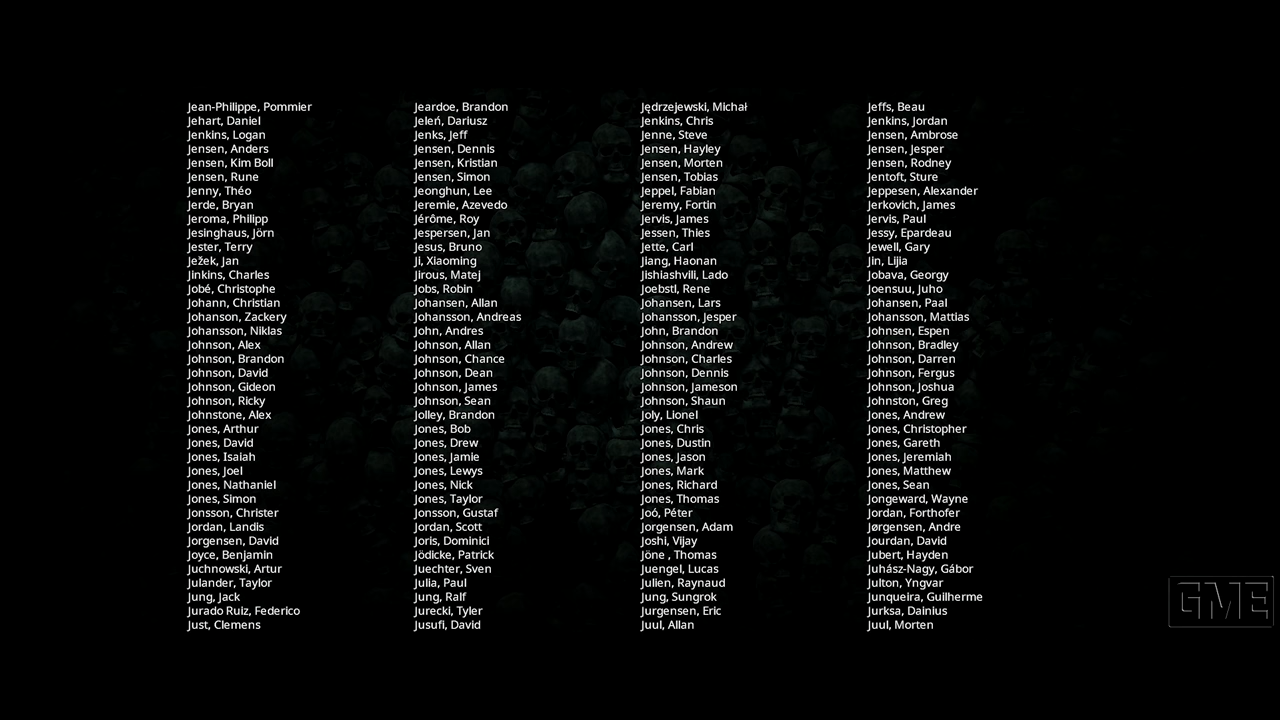 Jean-Philippe, Pommier Jeardoe, Brandon Jędrzejewski, Michał Jeffs, Beau
Jehart, Daniel Jeleń, Dariusz Jenkins, Chris Jenkins, Jordan
Jenkins, Logan Jenks, Jeff Jenne, Steve Jensen, Ambrose
Jensen, Anders Jensen, Dennis Jensen, Hayley Jensen, Jesper
Jensen, Kim Boll Jensen, Kristian Jensen, Morten Jensen, Rodney
Jensen, Rune Jensen, Simon Jensen, Tobias Jentoft, Sture
Jenny, Théo Jeonghun, Lee Jeppel, Fabian Jeppesen, Alexander
Jerde, Bryan Jeremie, Azevedo Jeremy, Fortin Jerkovich, James
Jeroma, Philipp Jérôme, Roy Jervis, James Jervis, Paul
Jesinghaus, Jörn Jespersen, Jan Jessen, Thies Jessy, Epardeau
Jester, Terry Jesus, Bruno Jette, Carl Jewell, Gary
Ježek, Jan Ji, Xiaoming Jiang, Haonan Jin, Lijia
Jinkins, Charles Jirous, Matej Jishiashvili, Lado Jobava, Georgy
Jobé, Christophe Jobs, Robin Joebstl, Rene Joensuu, Juho
Johann, Christian Johansen, Allan Johansen, Lars Johansen, Paal
Johanson, Zackery Johansson, Andreas Johansson, Jesper Johansson, Mattias
Johansson, Niklas John, Andres John, Brandon Johnsen, Espen
Johnson, Alex Johnson, Allan Johnson, Andrew Johnson, Bradley
Johnson, Brandon Johnson, Chance Johnson, Charles Johnson, Darren
Johnson, David Johnson, Dean Johnson, Dennis Johnson, Fergus
Johnson, Gideon Johnson, James Johnson, Jameson Johnson, Joshua
Johnson, Ricky Johnson, Sean Johnson, Shaun Johnston, Greg
Johnstone, Alex Jolley, Brandon Joly, Lionel Jones, Andrew
Jones, Arthur Jones, Bob Jones, Chris Jones, Christopher
Jones, David Jones, Drew Jones, Dustin Jones, Gareth
Jones, Isaiah Jones, Jamie Jones, Jason Jones, Jeremiah
Jones, Joel Jones, Lewys Jones, Mark Jones, Matthew
Jones, Nathaniel Jones, Nick Jones, Richard Jones, Sean
Jones, Simon Jones, Taylor Jones, Thomas Jongeward, Wayne
Jonsson, Christer Jonsson, Gustaf Joó, Péter Jordan, Forthofer
Jordan, Landis Jordan, Scott Jorgensen, Adam Jørgensen, Andre
Jorgensen, David Joris, Dominici Joshi, Vijay Jourdan, David
Joyce, Benjamin Jödicke, Patrick Jöne , Thomas Jubert, Hayden
Juchnowski, Artur Juechter, Sven Juengel, Lucas Juhász-Nagy, Gábor
Julander, Taylor Julia, Paul Julien, Raynaud Julton, Yngvar
Jung, Jack Jung, Ralf Jung, Sungrok Junqueira, Guilherme
Jurado Ruiz, Federico Jurecki, Tyler Jurgensen, Eric Jurksa, Dainius
Just, Clemens Jusufi, David Juul, Allan Juul, Morten
GME